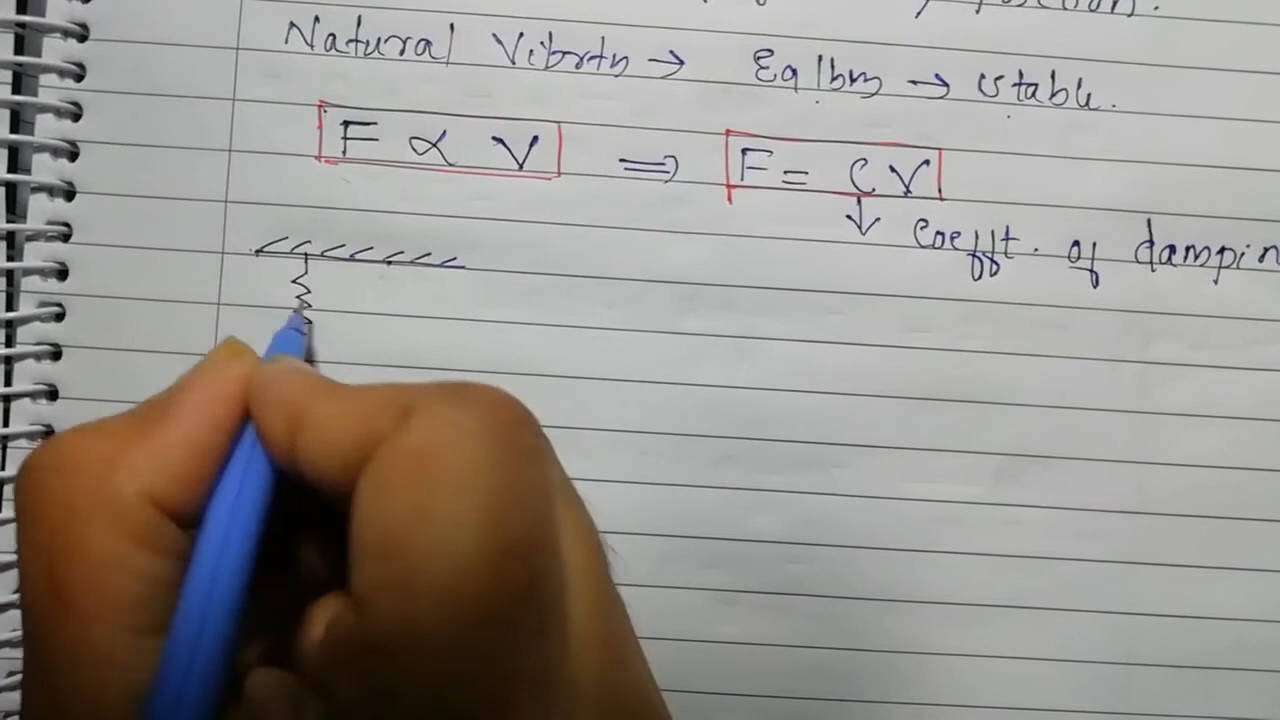 Natural Vibrtn → Eqlbm → stable.
F ∝ V ⟹ F = CV
↓ Coefft. of dampin